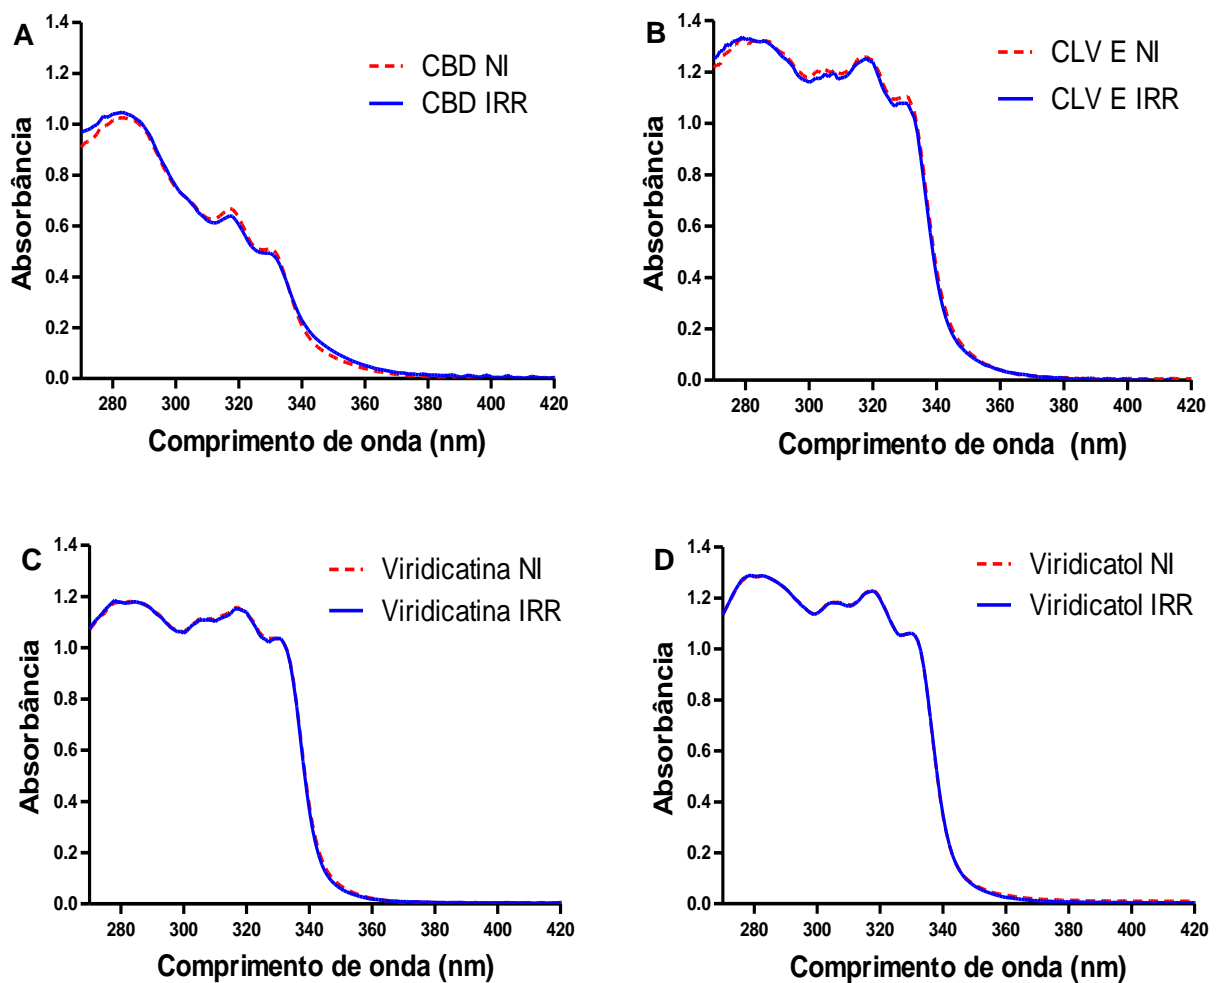 A
CBD NI
CBD IRR
Absorbância
1.4
1.2
1.0
0.8
0.6
0.4
0.2
0.0
280 300 320 340 360 380 400 420
Comprimento de onda (nm)
B
CLV E NI
CLV E IRR
Absorbância
1.4
1.2
1.0
0.8
0.6
0.4
0.2
0.0
280 300 320 340 360 380 400 420
Comprimento de onda (nm)
C
Viridicatina NI
Viridicatina IRR
Absorbância
1.4
1.2
1.0
0.8
0.6
0.4
0.2
0.0
280 300 320 340 360 380 400 420
Comprimento de onda (nm)
D
Viridicatol NI
Viridicatol IRR
Absorbância
1.4
1.2
1.0
0.8
0.6
0.4
0.2
0.0
280 300 320 340 360 380 400 420
Comprimento de onda (nm)